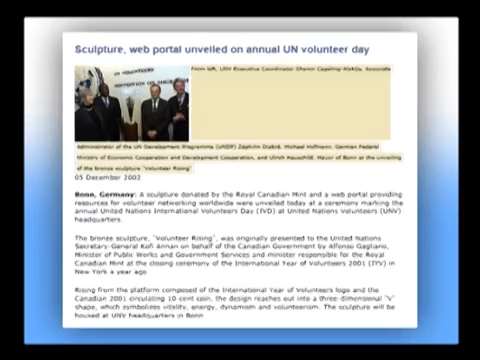 Sculpture, web portal unveiled on annual UN volunteer day
From left, UNV Executive Coordinator Sharon Capeling-Alakija, Associate
Administrator of the UN Development Programme (UNDP) Zéphirin Diabré, Michael Hofmann, German Federal
Ministry of Economic Cooperation and Development Cooperation, and Ulrich Hauschild, Mayor of Bonn at the unveiling
of the bronze sculpture "Volunteer Rising"
05 December 2002
Bonn, Germany: A sculpture donated by the Royal Canadian Mint and a web portal providing
resources for volunteer networking worldwide were unveiled today at a ceremony marking the
annual United Nations International Volunteers Day (IVD) at United Nations Volunteers (UNV)
headquarters.
The bronze sculpture, "Volunteer Rising", was originally presented to the United Nations
Secretary-General Kofi Annan on behalf of the Canadian Government by Alfonso Gagliano,
Minister of Public Works and Government Services and minister responsible for the Royal
Canadian Mint at the closing ceremony of the International Year of Volunteers 2001 (IYV) in
New York a year ago
Rising from the platform composed of the International Year of Volunteers logo and the
Canadian 2001 circulating 10 cent coin, the design reaches out into a three-dimensional "V"
shape, which symbolizes vitality, energy, dynamism and volunteerism. The sculpture will be
housed at UNV headquarters in Bonn